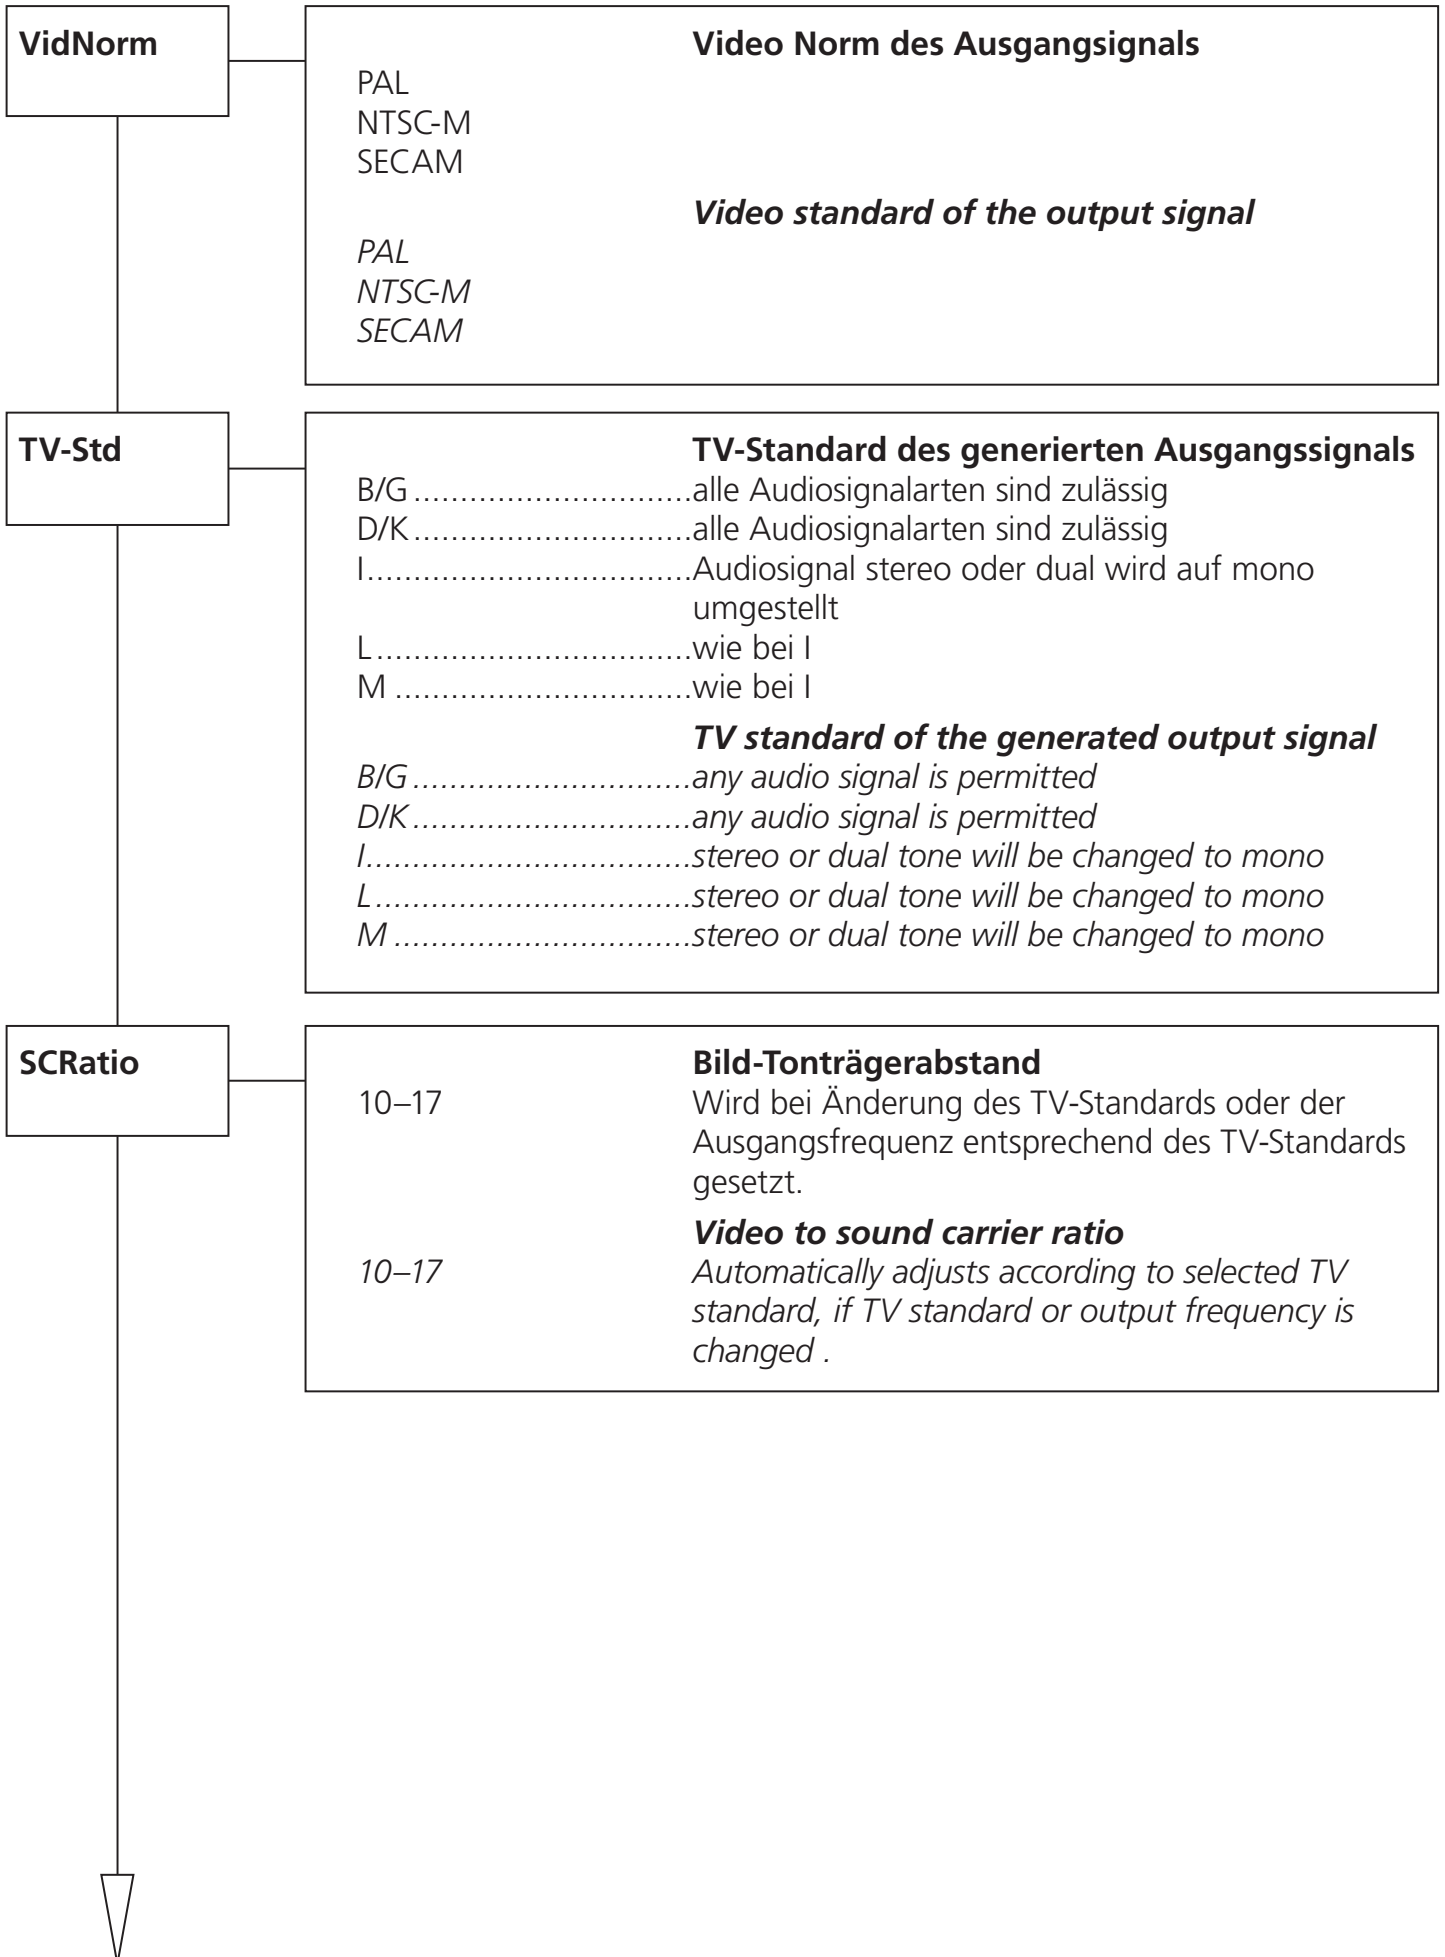 VidNorm
Video Norm des Ausgangsignals
PAL
NTSC-M
SECAM
Video standard of the output signal
PAL
NTSC-M
SECAM
TV-Std
TV-Standard des generierten Ausgangssignals
B/G..............................alle Audiosignalarten sind zulässig
D/K..............................alle Audiosignalarten sind zulässig
I...................................Audiosignal stereo oder dual wird auf mono
umgestellt
L..................................wie bei I
M ................................wie bei I
TV standard of the generated output signal
B/G..............................any audio signal is permitted
D/K..............................any audio signal is permitted
I...................................stereo or dual tone will be changed to mono
L..................................stereo or dual tone will be changed to mono
M ................................stereo or dual tone will be changed to mono
SCRatio
Bild-Tonträgerabstand
10–17 Wird bei Änderung des TV-Standards oder der
Ausgangsfrequenz entsprechend des TV-Standards
gesetzt.
Video to sound carrier ratio
10–17 Automatically adjusts according to selected TV
standard, if TV standard or output frequency is
changed .